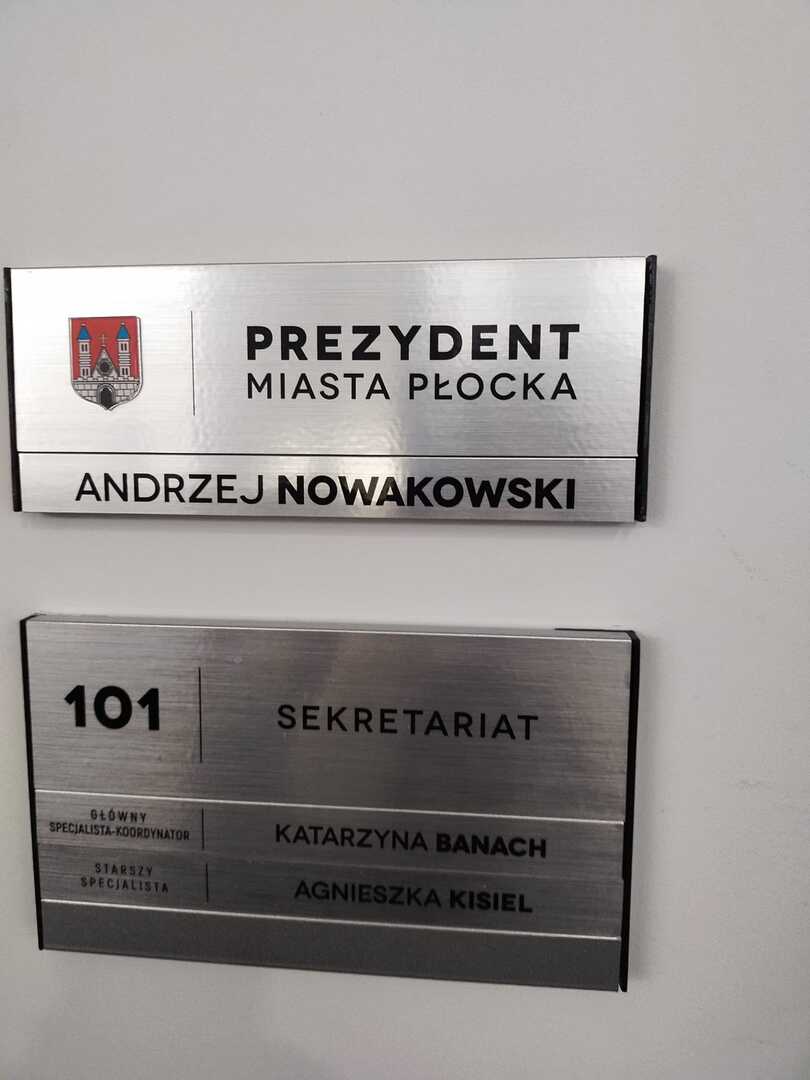 PREZYDENT
MIASTA PŁOCKA
ANDRZEJ NOWAKOWSKI
101
SEKRETARIAT
GŁÓWNY
SPECJALISTA-KOORDYNATOR
KATARZYNA BANACH
STARSZY
SPECJALISTA
AGNIESZKA KISIEL